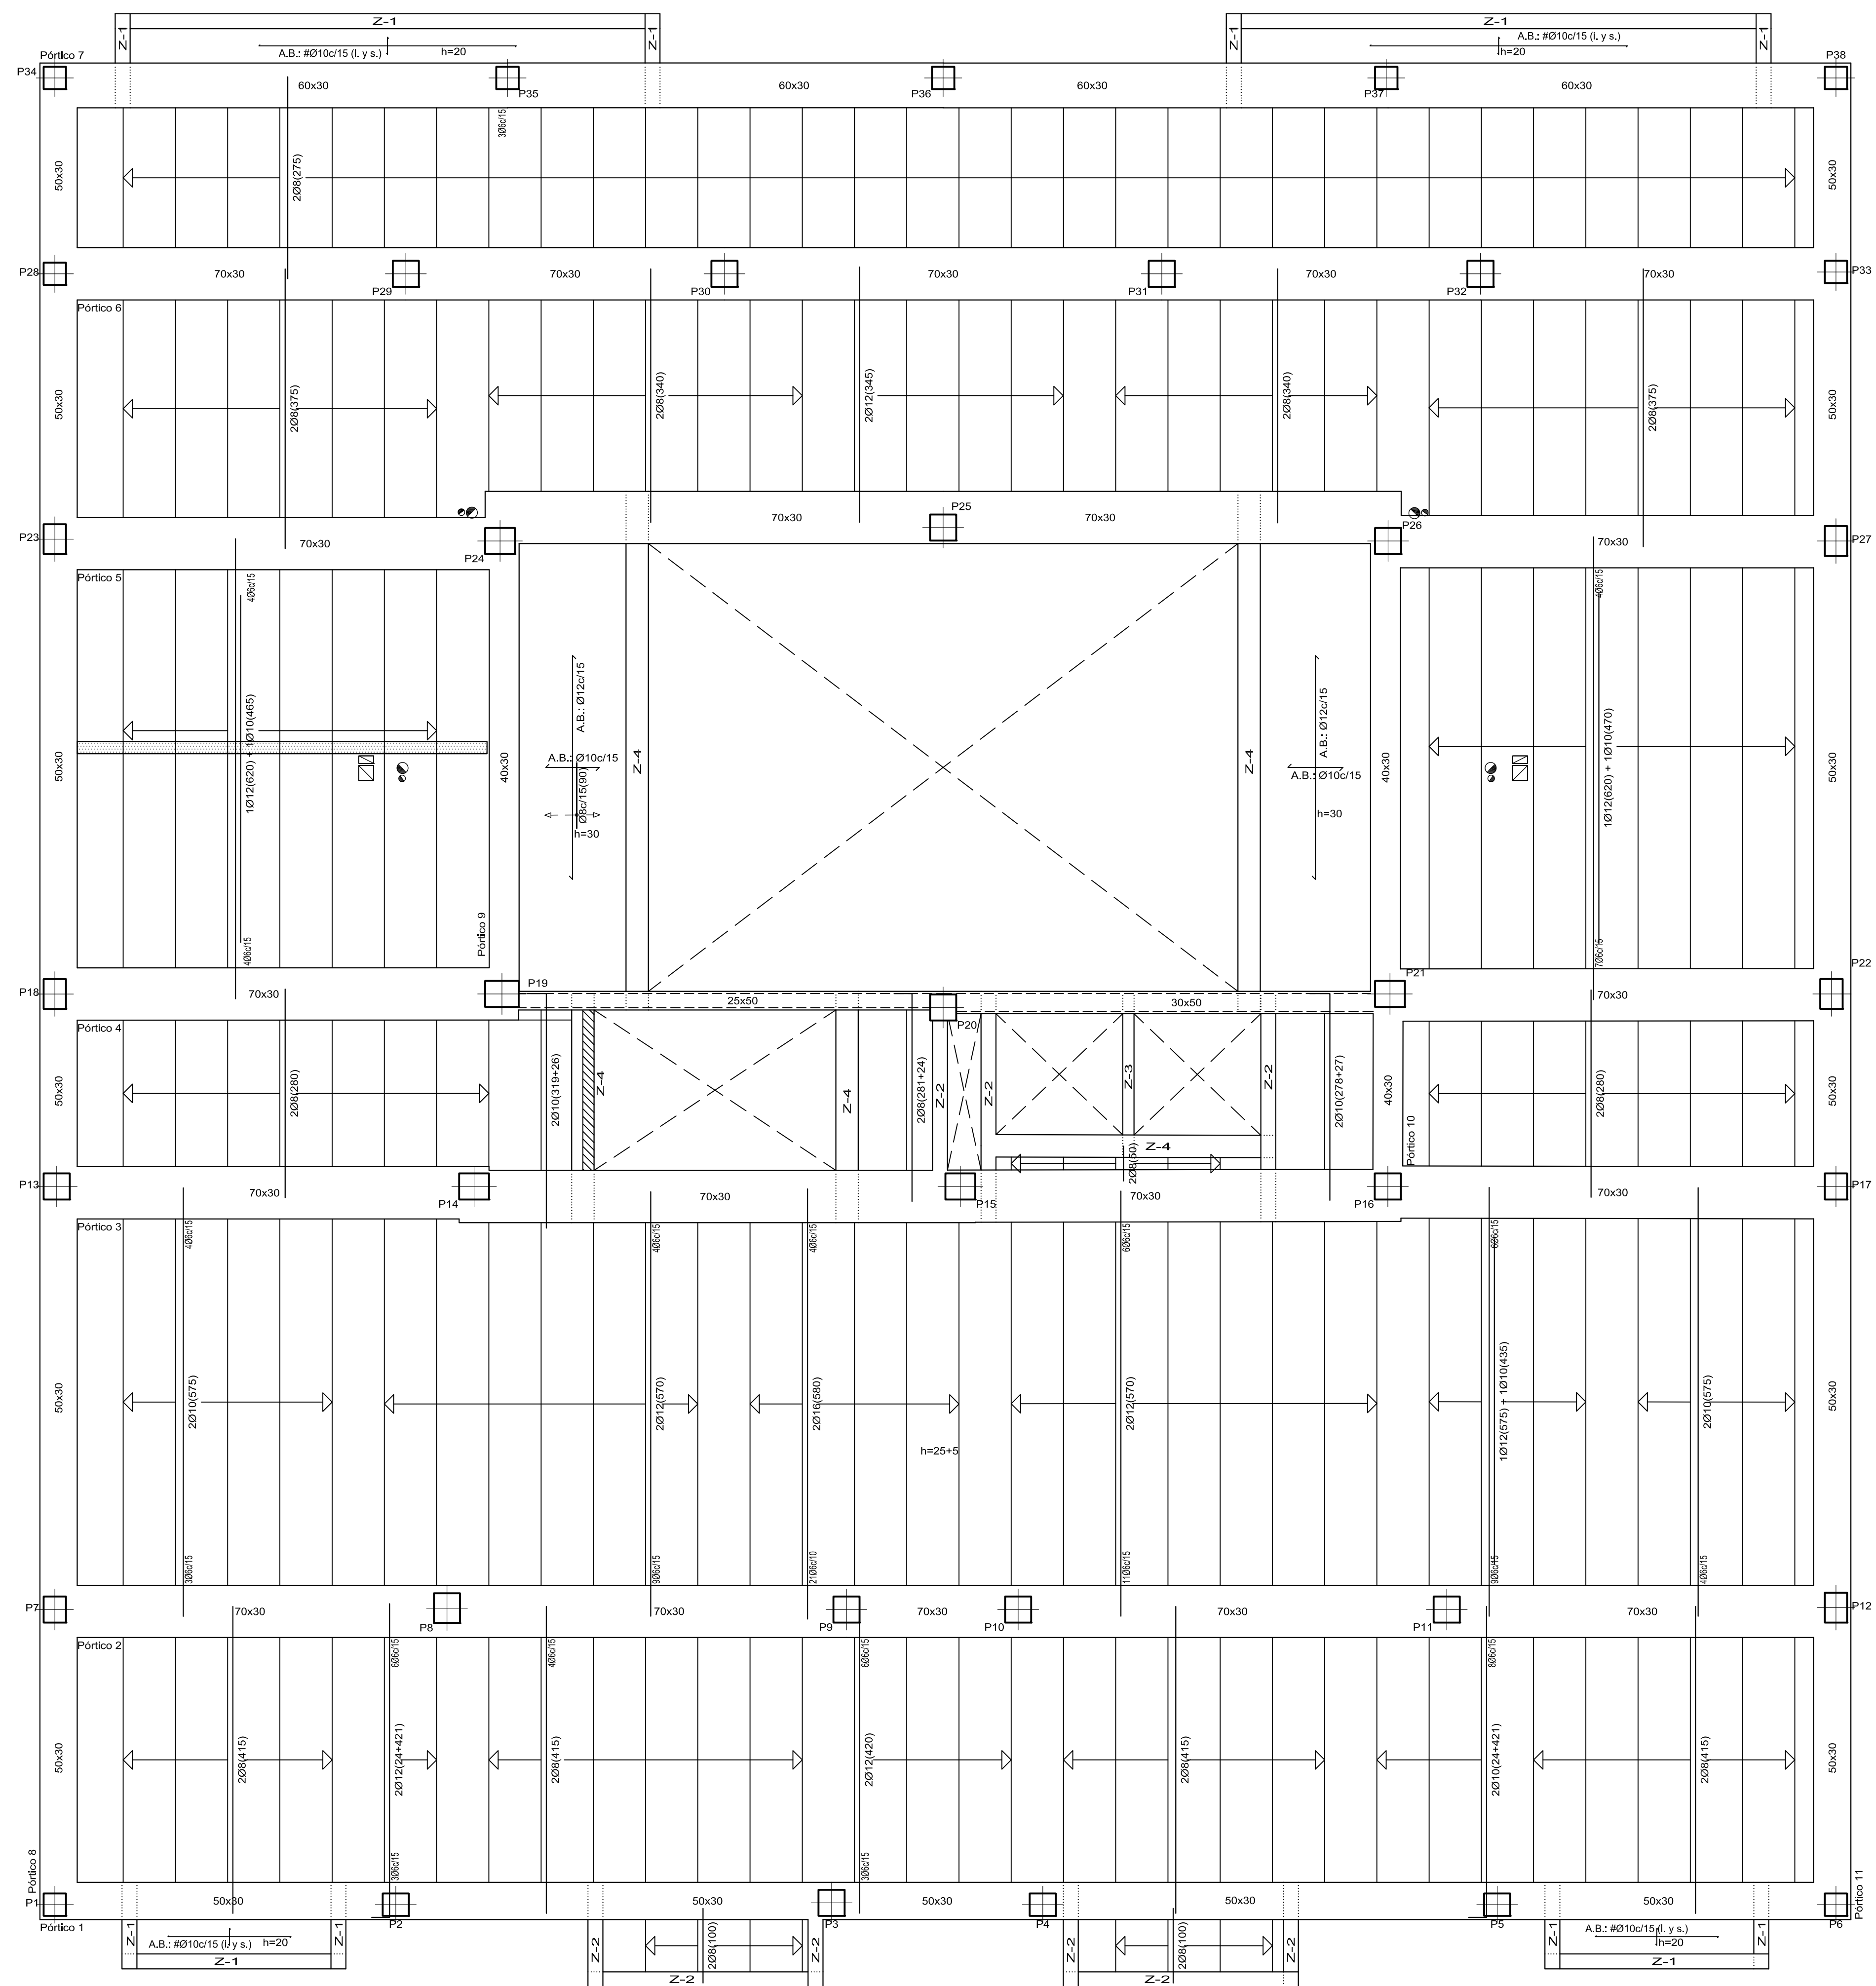 Z-1
Z-1
Z-1
Z-1
Z-1
Z-1
A.B.: #Ø10c/15 (i. y s.)
h=20
A.B.: #Ø10c/15 (i. y s.)
h=20
Pórtico 7
P34
P35
P36
P37
P38
60x30
60x30
60x30
60x30
3Ø6c/15
50x30
2Ø8(275)
50x30
P28
70x30
P29
70x30
P30
70x30
P31
70x30
P32
70x30
P33
Pórtico 6
50x30
2Ø8(375)
2Ø8(340)
2Ø12(345)
2Ø8(340)
2Ø8(375)
50x30
P23
70x30
P24
70x30
P25
70x30
P26
70x30
P27
Pórtico 5
4Ø6c/15
4Ø6c/15
50x30
1Ø12(620) + 1Ø10(465)
40x30
A.B.: Ø12c/15
A.B.: Ø10c/15
Ø8c/15(90)
h=30
Z-4
Z-4
A.B.: Ø12c/15
A.B.: Ø10c/15
h=30
40x30
1Ø12(620) + 1Ø10(470)
50x30
Pórtico 9
4Ø6c/15
7Ø6c/15
P18
70x30
P19
25x50
P20
30x50
P21
70x30
P22
Pórtico 4
50x30
2Ø8(280)
2Ø10(319+26)
Z-4
Z-4
2Ø8(281+24)
Z-2
Z-2
Z-3
Z-2
2Ø10(278+27)
40x30
Pórtico 10
2Ø8(280)
50x30
Z-4
2Ø8(50)
P13
70x30
P14
70x30
P15
70x30
P16
70x30
P17
Pórtico 3
4Ø6c/15
4Ø6c/15
4Ø6c/15
6Ø6c/15
6Ø6c/15
50x30
2Ø10(575)
2Ø12(570)
2Ø16(580)
2Ø12(570)
1Ø12(575) + 1Ø10(435)
2Ø10(575)
50x30
h=25+5
3Ø6c/15
9Ø6c/15
21Ø6c/10
11Ø6c/15
9Ø6c/15
4Ø6c/15
P7
70x30
P8
70x30
P9
70x30
P10
70x30
P11
70x30
P12
Pórtico 2
6Ø6c/15
4Ø6c/15
6Ø6c/15
8Ø6c/15
50x30
2Ø8(415)
2Ø12(24+421)
2Ø8(415)
2Ø12(420)
2Ø8(415)
2Ø10(24+421)
2Ø8(415)
50x30
3Ø6c/15
3Ø6c/15
Pórtico 8
Pórtico 11
P1
50x30
P2
50x30
P3
50x30
P4
50x30
P5
50x30
P6
Pórtico 1
Z-1
Z-1
A.B.: #Ø10c/15 (i. y s.)
h=20
Z-1
Z-2
2Ø8(100)
Z-2
Z-2
Z-2
2Ø8(100)
Z-2
Z-2
Z-1
A.B.: #Ø10c/15 (i. y s.)
h=20
Z-1
Z-1